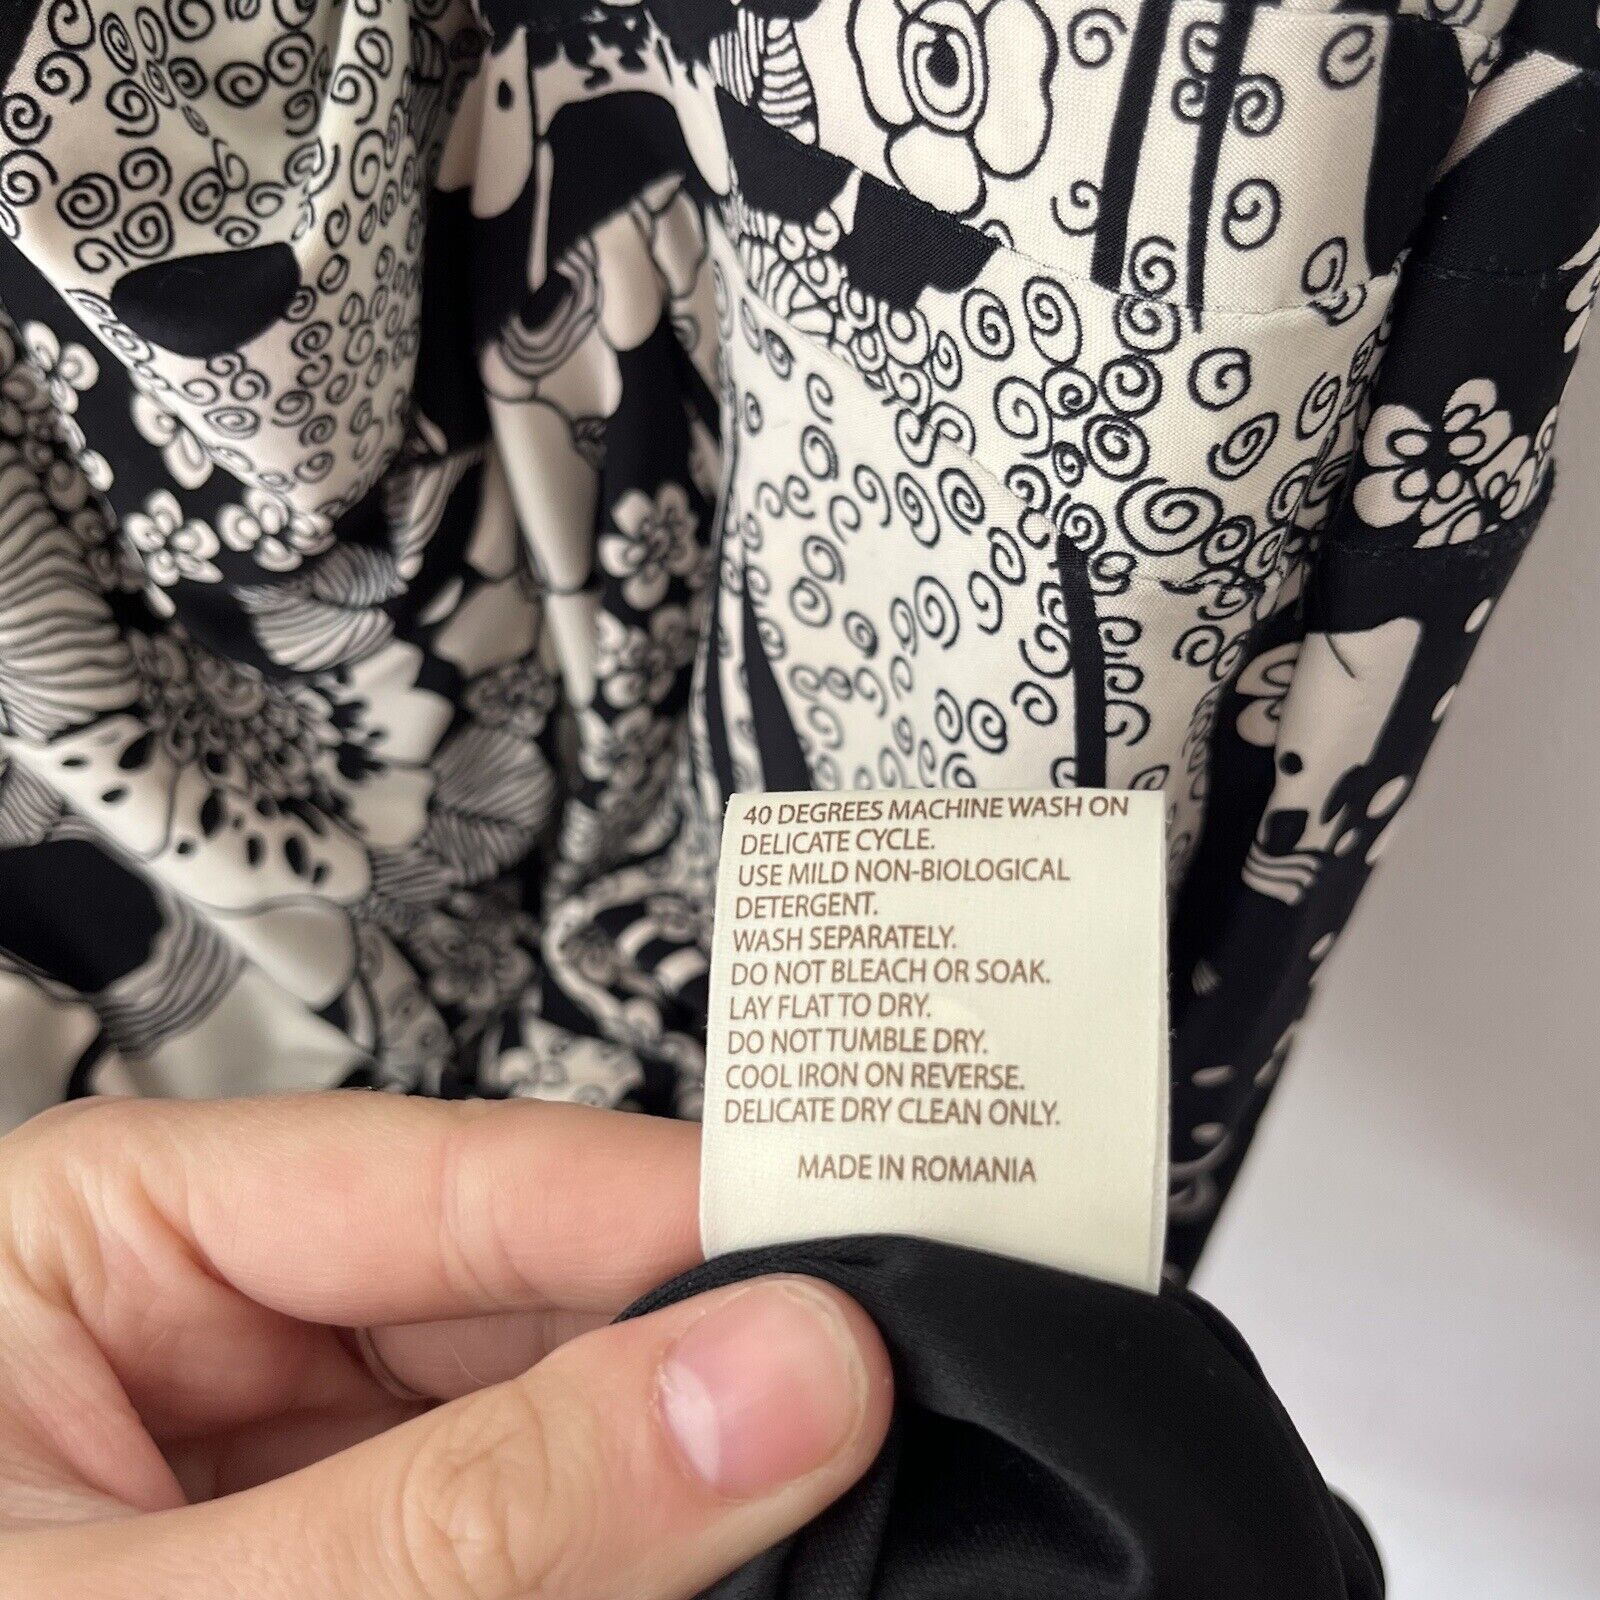 40 DEGREES MACHINE WASH ON
DELICATE CYCLE.
USE MILD NON-BIOLOGICAL
DETERGENT.
WASH SEPARATELY.
DO NOT BLEACH OR SOAK.
LAY FLAT TO DRY.
DO NOT TUMBLE DRY.
COOL IRON ON REVERSE.
DELICATE DRY CLEAN ONLY.
MADE IN ROMANIA